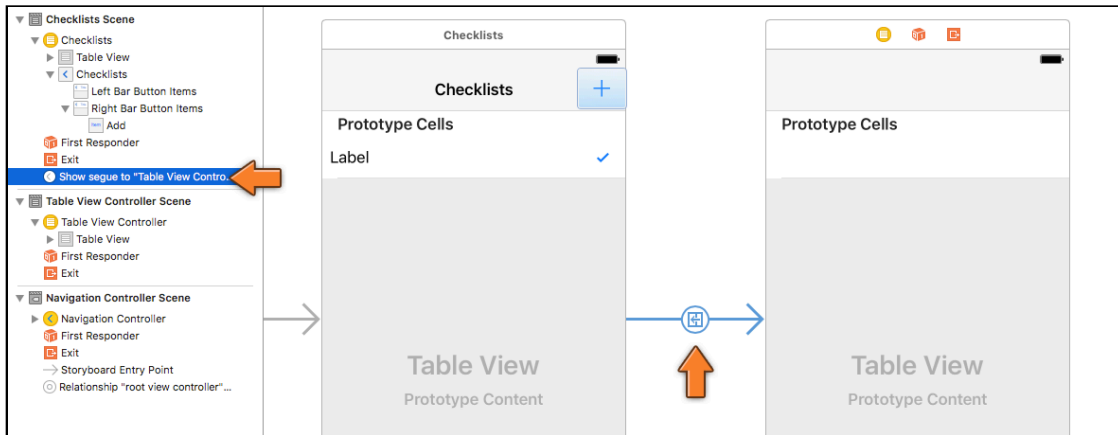 Checklists Scene
Checklists
Table View
Checklists
Left Bar Button Items
Right Bar Button Items
Add
First Responder
Exit
Show segue to "Table View Contro...
Table View Controller Scene
Table View Controller
Table View
First Responder
Exit
Navigation Controller Scene
Navigation Controller
First Responder
Exit
Storyboard Entry Point
Relationship "root view controller"...
Checklists
Checklists
Prototype Cells
Label
Table View
Prototype Content
Prototype Cells
Table View
Prototype Content